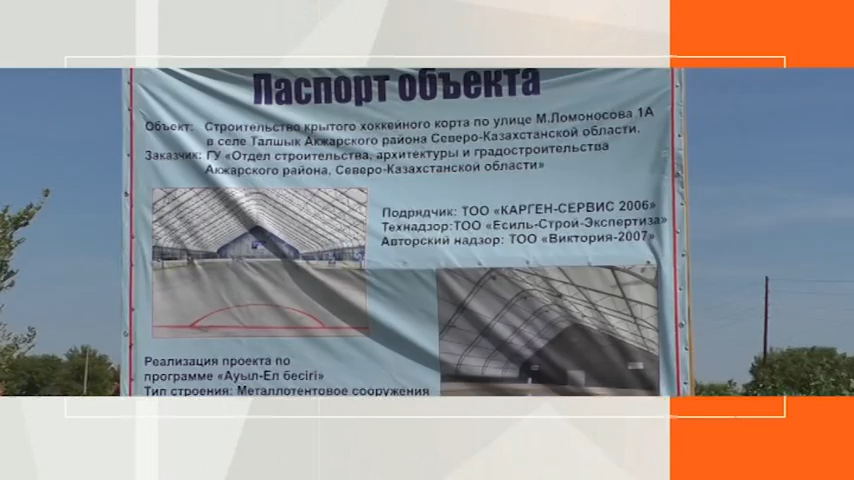 Паспорт объекта
Объект: Строительство крытого хоккейного корта по улице М.Ломоносова 1А
в селе Талшык Акжарского района Северо-Казахстанской области.
Заказчик: ГУ «Отдел строительства, архитектуры и градостроительства
Акжарского района, Северо-Казахстанской области»
Подрядчик: ТОО «КАРГЕН-СЕРВИС 2006»
Технадзор:ТОО «Есиль-Строй-Экспертиза»
Авторский надзор: ТОО «Виктория-2007»
Реализация проекта по
программе «Ауыл-Ел бесігі»
Тип строения: Металлотентовое сооружения